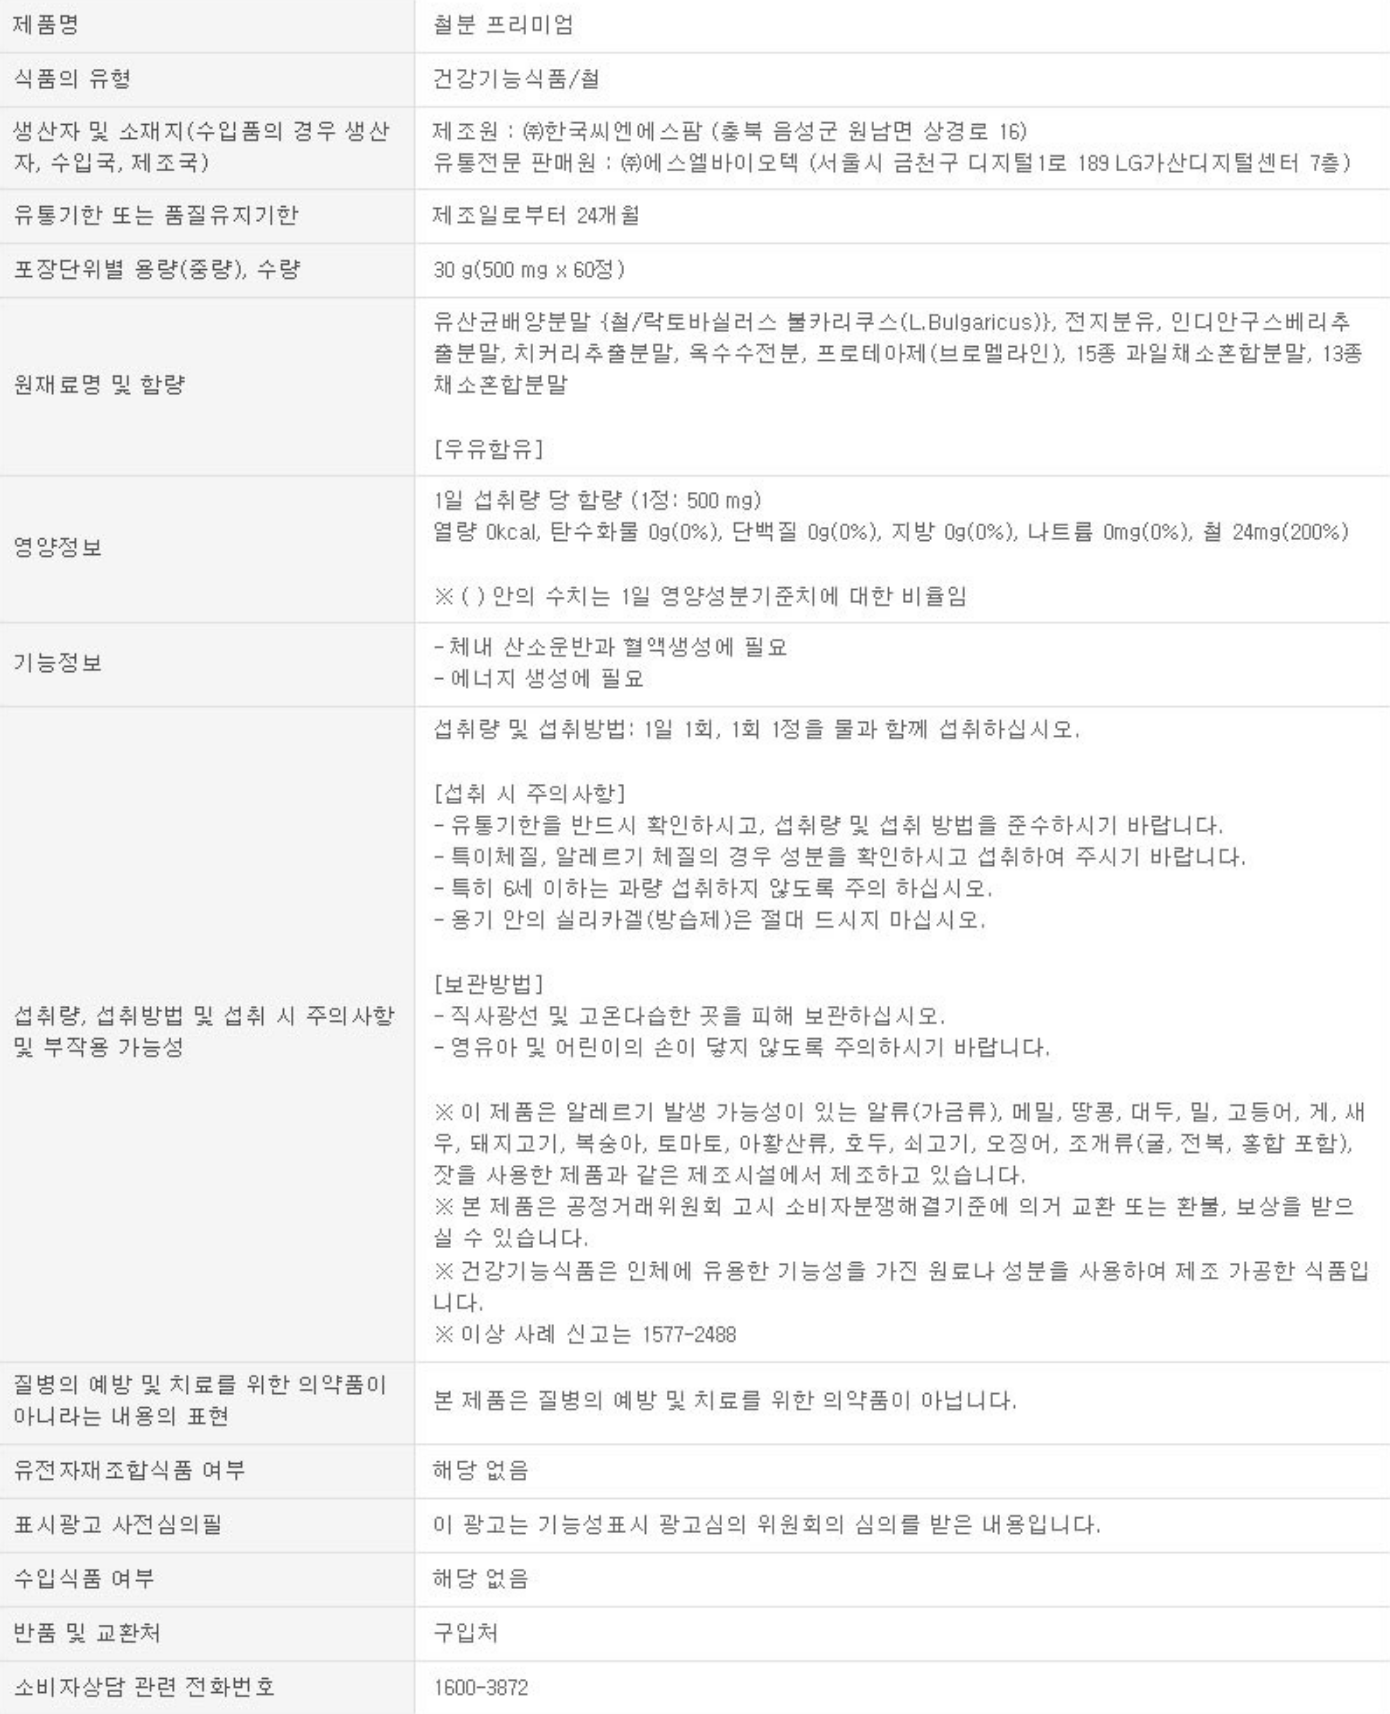 제품명
철분 프리미엄
식품의 유형
건강기능식품/철
생산자 및 소재지(수입품의 경우 생산
자, 수입국, 제조국)
제조원 : ㈜한국씨엔에스팜 (충북 음성군 원남면 상경로 16)
유통전문 판매원 : ㈜에스엘바이오텍 (서울시 금천구 디지털1로 189 LG가산디지털센터 7층)
유통기한 또는 품질유지기한
제조일로부터 24개월
포장단위별 용량(중량), 수량
30 g(500 mg x 60정)
원재료명 및 함량
유산균배양분말 {철/락토바실러스 불카리쿠스(L.Bulgaricus)}, 전지분유, 인디안구스베리추
출분말, 치커리추출분말, 옥수수전분, 프로테아제(브로멜라인), 15종 과일채소혼합분말, 13종
채소혼합분말
[우유함유]
영양정보
1일 섭취량 당 함량 (1정: 500 mg)
열량 0kcal, 탄수화물 0g(0%), 단백질 0g(0%), 지방 0g(0%), 나트륨 0mg(0%), 철 24mg(200%)
※ ( ) 안의 수치는 1일 영양성분기준치에 대한 비율임
기능정보
- 체내 산소운반과 혈액생성에 필요
- 에너지 생성에 필요
섭취량, 섭취방법 및 섭취 시 주의사항
및 부작용 가능성
섭취량 및 섭취방법: 1일 1회, 1회 1정을 물과 함께 섭취하십시오.
[섭취 시 주의사항]
- 유통기한을 반드시 확인하시고, 섭취량 및 섭취 방법을 준수하시기 바랍니다.
- 특이체질, 알레르기 체질의 경우 성분을 확인하시고 섭취하여 주시기 바랍니다.
- 특히 6세 이하는 과량 섭취하지 않도록 주의 하십시오.
- 용기 안의 실리카겔(방습제)은 절대 드시지 마십시오.
[보관방법]
- 직사광선 및 고온다습한 곳을 피해 보관하십시오.
- 영유아 및 어린이의 손이 닿지 않도록 주의하시기 바랍니다.
※ 이 제품은 알레르기 발생 가능성이 있는 알류(가금류), 메밀, 땅콩, 대두, 밀, 고등어, 게, 새
우, 돼지고기, 복숭아, 토마토, 아황산류, 호두, 쇠고기, 오징어, 조개류(굴, 전복, 홍합 포함),
잣을 사용한 제품과 같은 제조시설에서 제조하고 있습니다.
※ 본 제품은 공정거래위원회 고시 소비자분쟁해결기준에 의거 교환 또는 환불, 보상을 받으
실 수 있습니다.
※ 건강기능식품은 인체에 유용한 기능성을 가진 원료나 성분을 사용하여 제조 가공한 식품입
니다.
※ 이상 사례 신고는 1577-2488
질병의 예방 및 치료를 위한 의약품이
아니라는 내용의 표현
본 제품은 질병의 예방 및 치료를 위한 의약품이 아닙니다.
유전자재조합식품 여부
해당 없음
표시광고 사전심의필
이 광고는 기능성표시 광고심의 위원회의 심의를 받은 내용입니다.
수입식품 여부
해당 없음
반품 및 교환처
구입처
소비자상담 관련 전화번호
1600-3872